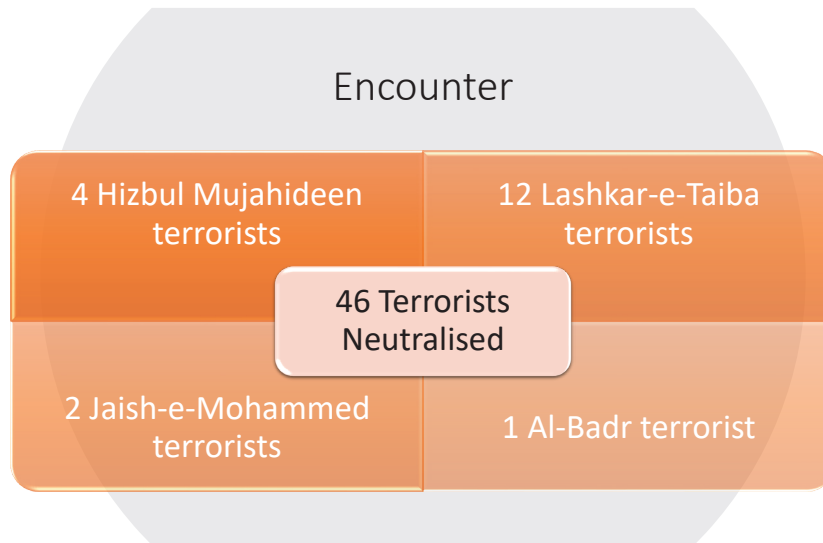 Encounter
4 Hizbul Mujahideen
terrorists
12 Lashkar-e-Taiba
terrorists
46 Terrorists
Neutralised
2 Jaish-e-Mohammed
terrorists
1 Al-Badr terrorist